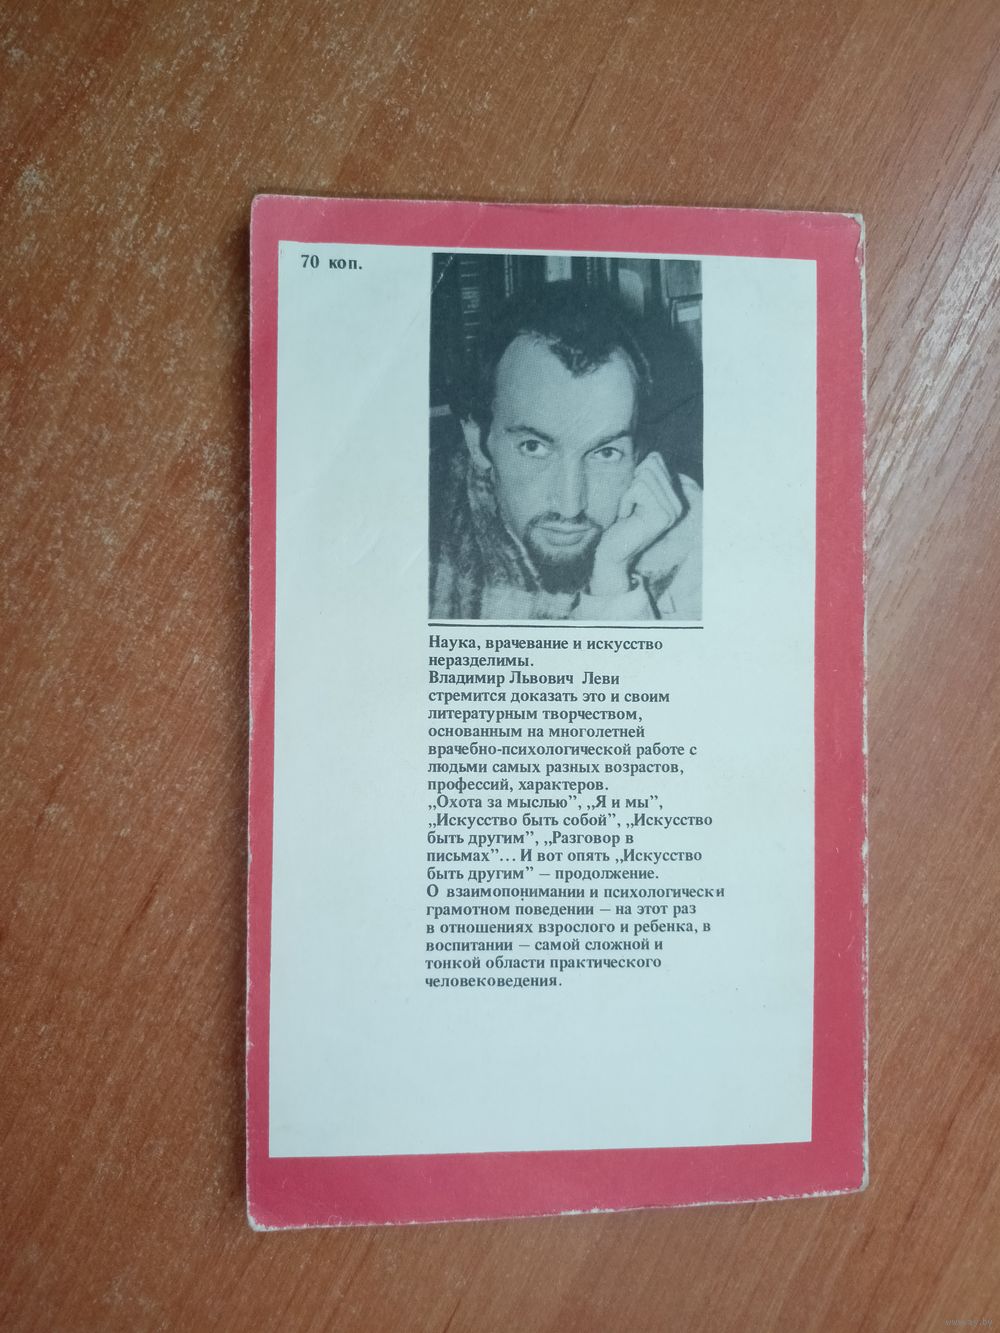 70 коп.
Наука, врачевание и искусство
неразделимы.
Владимир Львович Леви
стремится доказать это и своим
литературным творчеством,
основанным на многолетней
врачебно-психологической работе с
людьми самых разных возрастов,
профессий, характеров.
„Охота за мыслью”, „Я и мы”,
„Искусство быть собой”, „Искусство
быть другим”, „Разговор в
письмах”... И вот опять „Искусство
быть другим” — продолжение.
О взаимопонимании и психологически
грамотном поведении — на этот раз
в отношениях взрослого и ребенка, в
воспитании — самой сложной и
тонкой области практического
человековедения.
www.ay.by